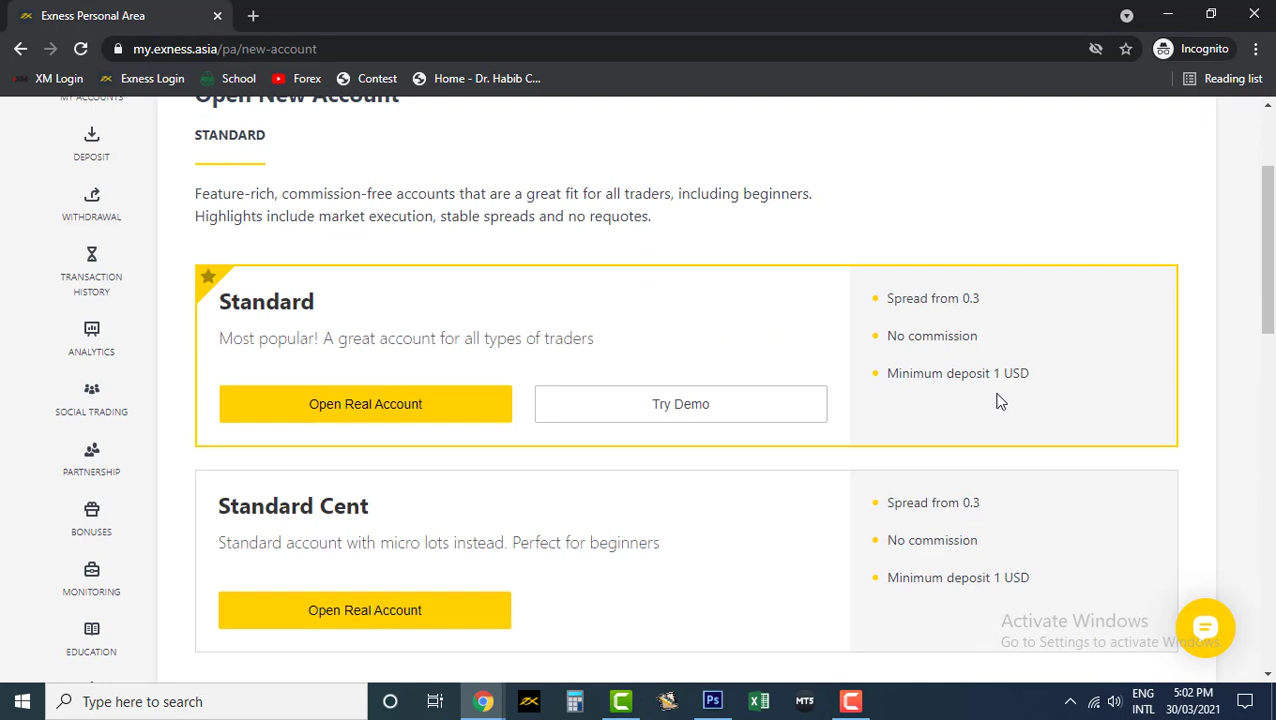 Exness Personal Area
my.exness.asia/pa/new-account
Incognito
XM Login
Exness Login
School
Forex
Contest
Home - Dr. Habib C...
Reading list
MY ACCOUNTS
DEPOSIT
WITHDRAWAL
TRANSACTION
HISTORY
ANALYTICS
SOCIAL TRADING
PARTNERSHIP
BONUSES
MONITORING
EDUCATION
Open New Account
STANDARD
Feature-rich, commission-free accounts that are a great fit for all traders, including beginners.
Highlights include market execution, stable spreads and no requotes.
Standard
Most popular! A great account for all types of traders
Open Real Account
Try Demo
Spread from 0.3
No commission
Minimum deposit 1 USD
Standard Cent
Standard account with micro lots instead. Perfect for beginners
Open Real Account
Spread from 0.3
No commission
Minimum deposit 1 USD
Activate Windows
Go to Settings to activate Windows.
Type here to search
Ps
MT5
ENG
INTL
5:02 PM
30/03/2021